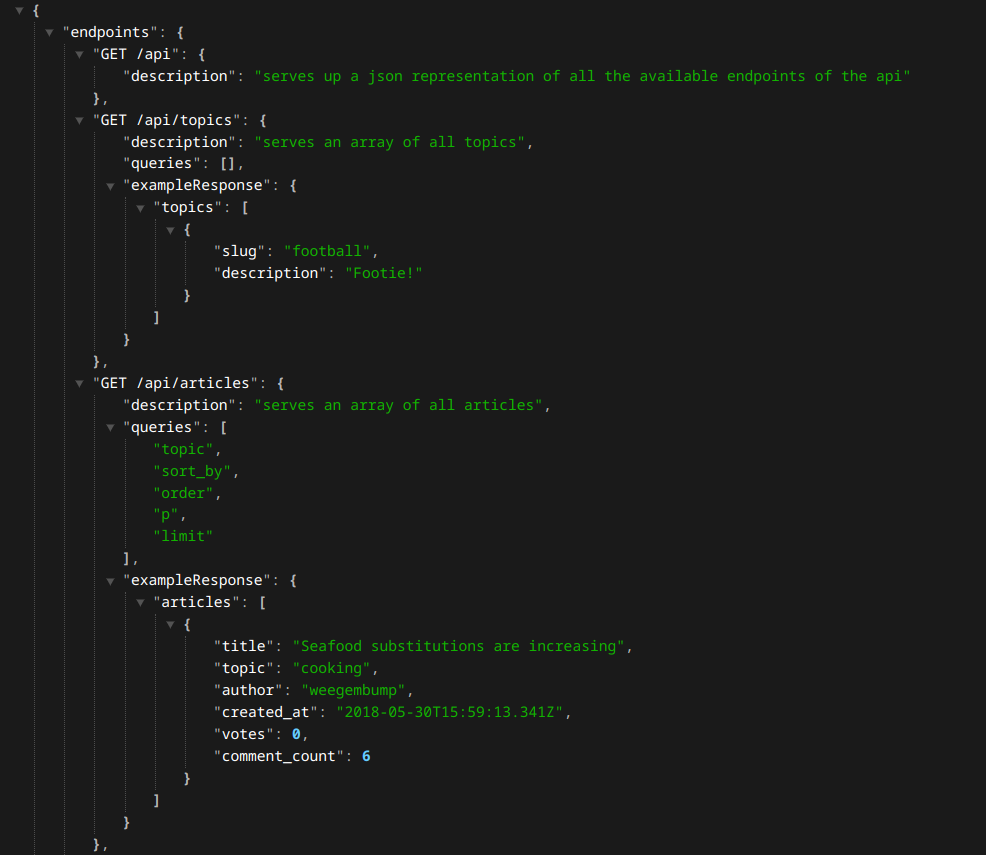 {
"endpoints": {
"GET /api": {
"description": "serves up a json representation of all the available endpoints of the api"
},
"GET /api/topics": {
"description": "serves an array of all topics",
"queries": [],
"exampleResponse": {
"topics": [
{
"slug": "football",
"description": "Footie!"
}
]
}
},
"GET /api/articles": {
"description": "serves an array of all articles",
"queries": [
"topic",
"sort_by",
"order",
"p",
"limit"
],
"exampleResponse": {
"articles": [
{
"title": "Seafood substitutions are increasing",
"topic": "cooking",
"author": "weegembump",
"created_at": "2018-05-30T15:59:13.341Z",
"votes": 0,
"comment_count": 6
}
]
}
},